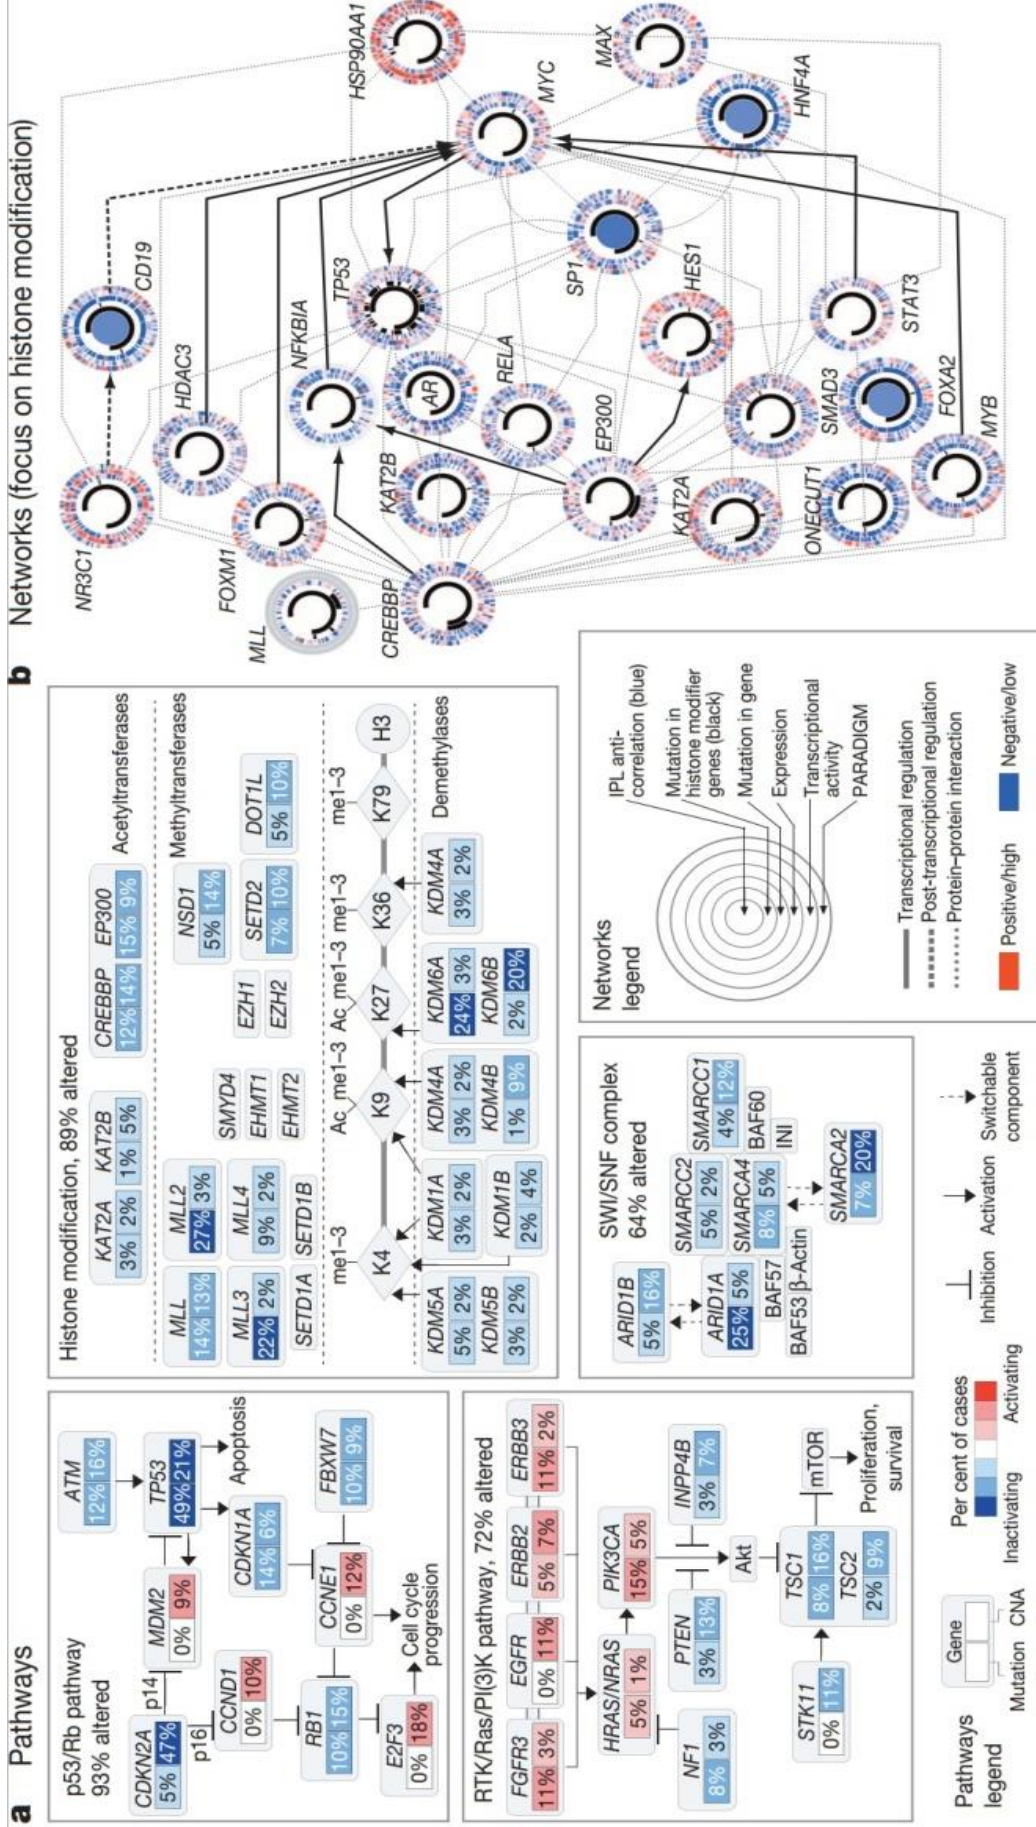 a Pathways
p53/Rb pathway
93% altered
ATM
12% 16%
CDKN2A
5% 47%
p14
MDM2
0% 9%
TP53
49% 21%
Apoptosis
p16
CCND1
0% 10%
CDKN1A
14% 6%
RB1
10% 15%
CCNE1
0% 12%
FBXW7
10% 9%
E2F3
0% 18%
Cell cycle
progression
RTK/Ras/PI(3)K pathway, 72% altered
FGFR3
11% 3%
EGFR
0% 11%
ERBB2
5% 7%
ERBB3
11% 2%
HRAS/NRAS
5% 1%
PIK3CA
15% 5%
NF1
8% 3%
PTEN
3% 13%
INPP4B
3% 7%
Akt
STK11
0% 11%
TSC1
8% 16%
TSC2
2% 9%
mTOR
Proliferation,
survival
Histone modification, 89% altered
KAT2A
3% 2%
KAT2B
1% 5%
CREBBP
12% 14%
EP300
15% 9%
Acetyltransferases
MLL
14% 13%
MLL2
27% 3%
MLL3
22% 2%
MLL4
9% 2%
SETD1A
SETD1B
SMYD4
EHMT1
EHMT2
EZH1
EZH2
NSD1
5% 14%
SETD2
7% 10%
DOT1L
5% 10%
Methyltransferases
me1–3
Ac me1–3
Ac me1–3
me1–3
me1–3
K4
K9
K27
K36
K79
H3
KDM5A
5% 2%
KDM5B
3% 2%
KDM1A
3% 2%
KDM1B
2% 4%
KDM4A
3% 2%
KDM4B
1% 9%
KDM6A
24% 3%
KDM6B
2% 20%
KDM4A
3% 2%
Demethylases
SWI/SNF complex
64% altered
ARID1B
5% 16%
ARID1A
25% 5%
SMARCC2
5% 2%
SMARCC1
4% 12%
SMARCA4
8% 5%
BAF57
BAF60
BAF53
β-Actin
INI
SMARCA2
7% 20%
Networks
legend
IPL anti-
correlation (blue)
Mutation in
histone modifier
genes (black)
Mutation in gene
Expression
Transcriptional
activity
PARADIGM
Transcriptional regulation
Post-transcriptional regulation
Protein–protein interaction
Positive/high
Negative/low
Pathways
legend
Gene
Mutation
CNA
Per cent of cases
Inactivating
Activating
Inhibition
Activation
Switchable
component
b Networks (focus on histone modification)
NR3C1
CD19
HSP90AA1
HDAC3
FOXM1
MLL
NFKBIA
TP53
MYC
MAX
CREBBP
KAT2B
AR
RELA
SP1
HNF4A
EP300
HES1
KAT2A
SMAD3
STAT3
ONECUT1
FOXA2
MYB